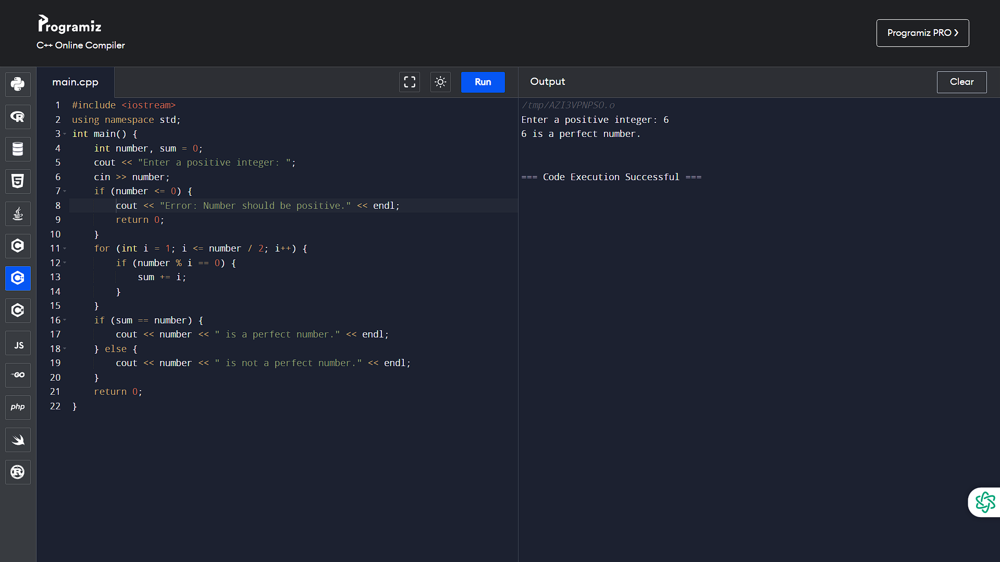 Programiz
C++ Online Compiler
Programiz PRO ❯
main.cpp
Run
Output
Clear
1 #include <iostream>
2 using namespace std;
3 int main() {
4     int number, sum = 0;
5     cout << "Enter a positive integer: ";
6     cin >> number;
7     if (number <= 0) {
8         cout << "Error: Number should be positive." << endl;
9         return 0;
10     }
11     for (int i = 1; i <= number / 2; i++) {
12         if (number % i == 0) {
13             sum += i;
14         }
15     }
16     if (sum == number) {
17         cout << number << " is a perfect number." << endl;
18     } else {
19         cout << number << " is not a perfect number." << endl;
20     }
21     return 0;
22 }
/tmp/AZI3VPNPSO.o
Enter a positive integer: 6
6 is a perfect number.
=== Code Execution Successful ===
R
5
C
C++
C#
JS
GO
php
R